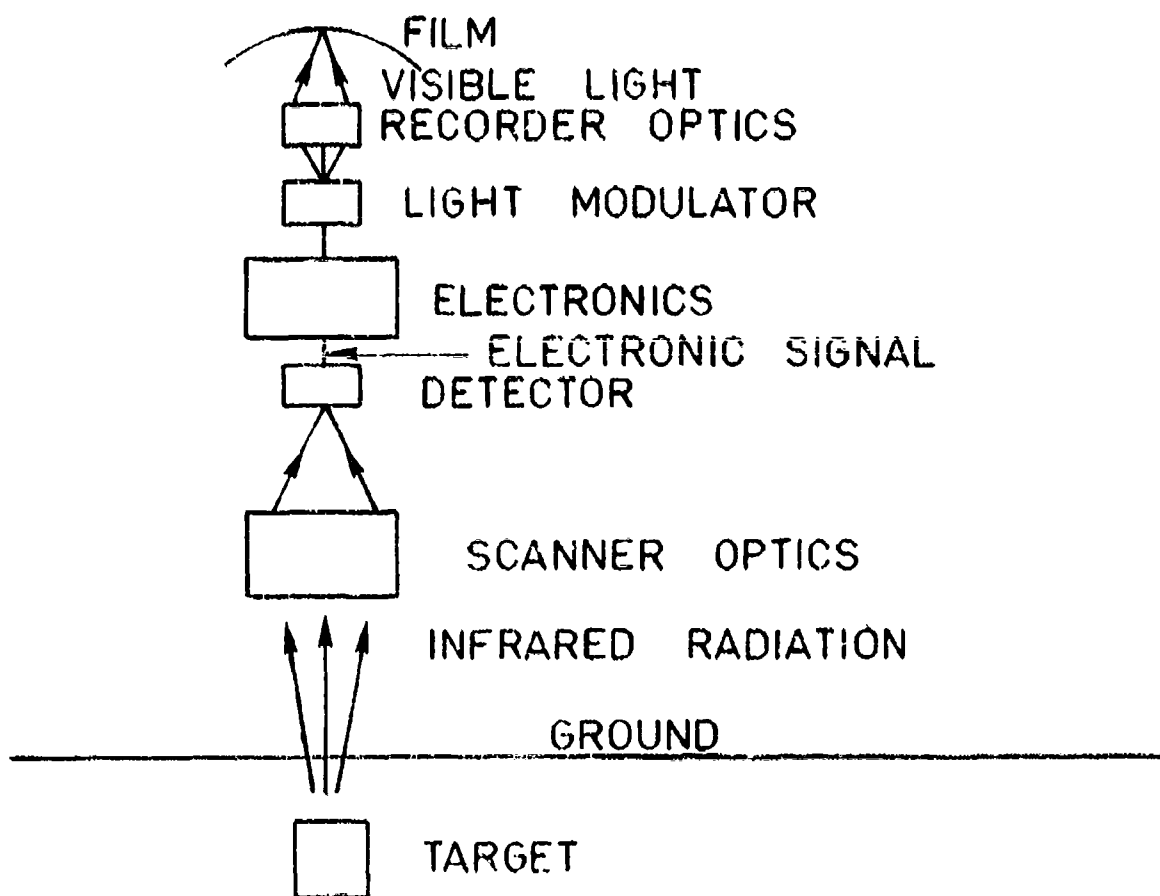 FILM
VISIBLE LIGHT
RECORDER OPTICS
LIGHT MODULATOR
ELECTRONICS
ELECTRONIC SIGNAL
DETECTOR
SCANNER OPTICS
INFRARED RADIATION
GROUND
TARGET